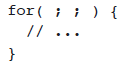 for( ; ; ) {
  // ...
}